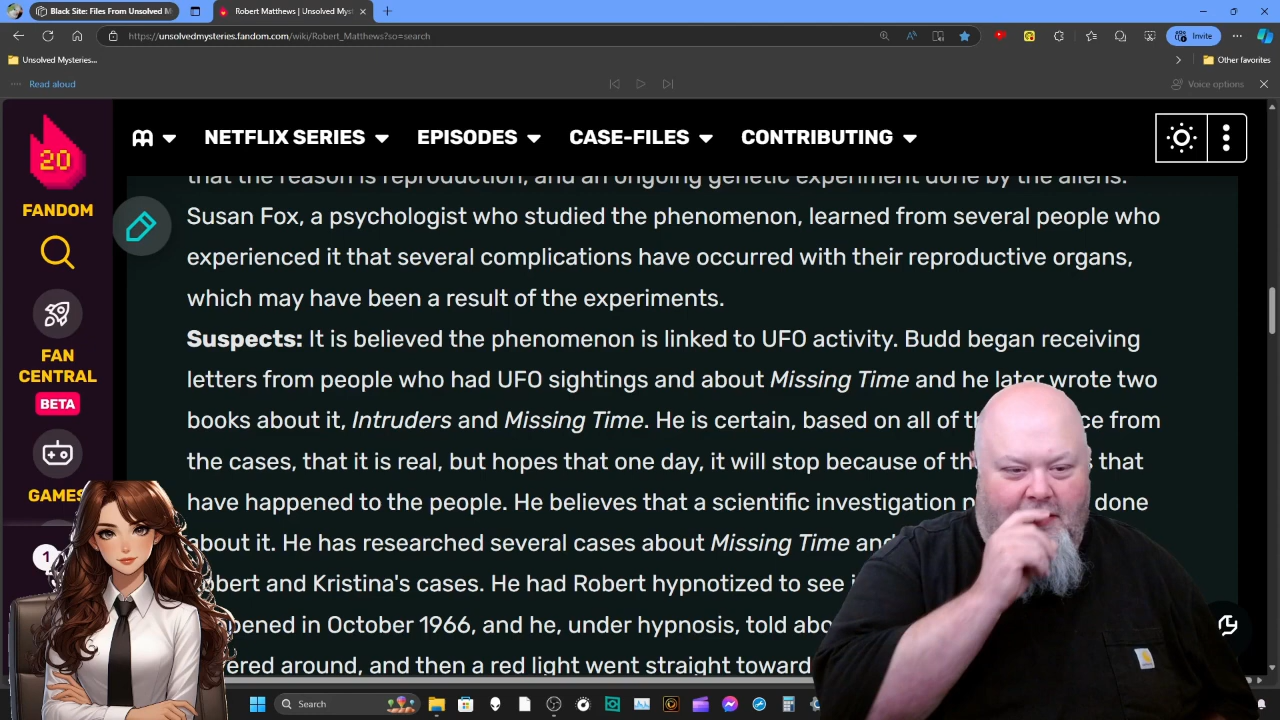 Black Site: Files From Unsolved M
Robert Matthews | Unsolved Mys
https://unsolvedmysteries.fandom.com/wiki/Robert_Matthews?so=search
Invite
Unsolved Mysteries...
Other favorites
Read aloud
Voice options
20
FANDOM
FAN
CENTRAL
BETA
GAMES
1
NETFLIX SERIES
EPISODES
CASE-FILES
CONTRIBUTING
that the reason is reproduction, and an ongoing genetic experiment done by the aliens.
Susan Fox, a psychologist who studied the phenomenon, learned from several people who
experienced it that several complications have occurred with their reproductive organs,
which may have been a result of the experiments.
Suspects: It is believed the phenomenon is linked to UFO activity. Budd began receiving
letters from people who had UFO sightings and about Missing Time and he later wrote two
books about it, Intruders and Missing Time. He is certain, based on all of from
the cases, that it is real, but hopes that one day, it will stop because of that
have happened to the people. He believes that a scientific investigation done
about it. He has researched several cases about Missing Time
and Kristina's cases. He had Robert hypnotized to see
in October 1966, and he, under hypnosis, told
around, and then a red light went straight
Search